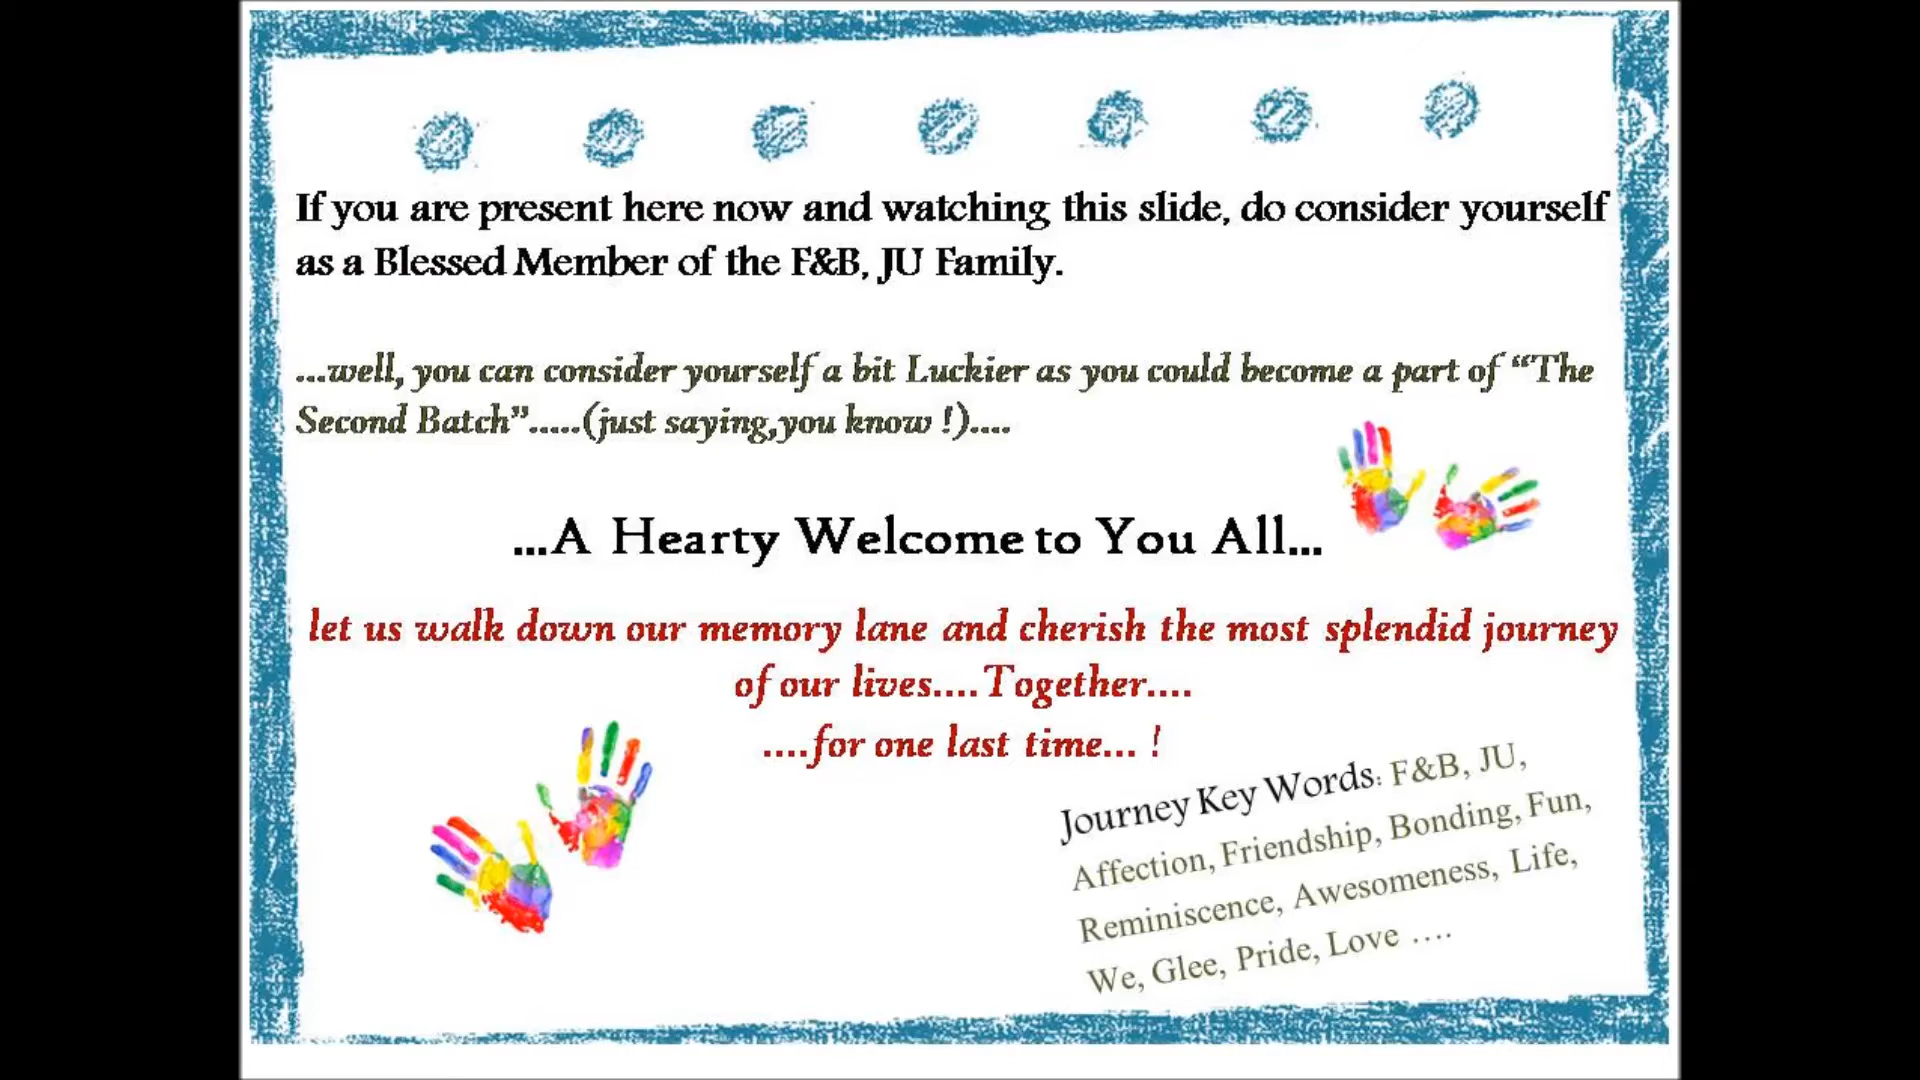 If you are present here now and watching this slide, do consider yourself
as a Blessed Member of the F&B, JU Family.
...well, you can consider yourself a bit Luckier as you could become a part of “The
Second Batch”.....(just saying,you know !)....
...A Hearty Welcome to You All...
let us walk down our memory lane and cherish the most splendid journey
of our lives....Together....
....for one last time... !
Journey Key Words: F&B, JU,
Affection, Friendship, Bonding, Fun,
Reminiscence, Awesomeness, Life,
We, Glee, Pride, Love ....